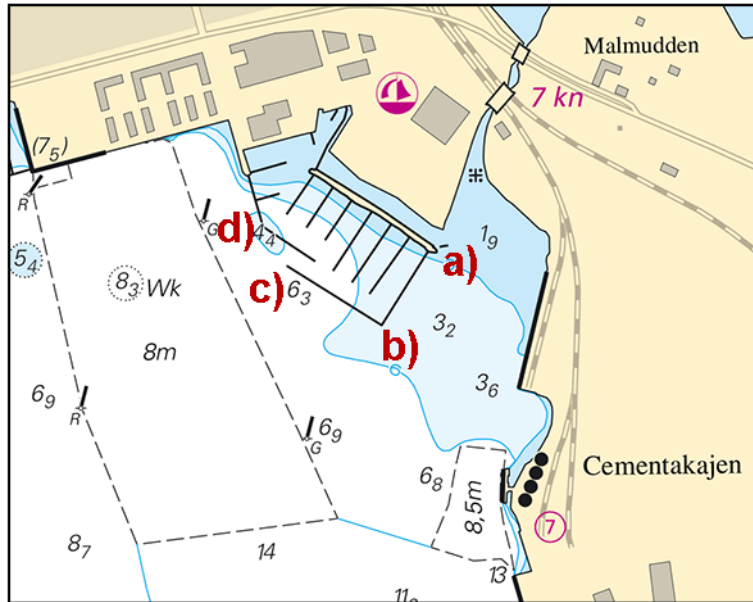 Malmudden
7 kn
(7₅)
R
G
d)
4₄
1₉
a)
5₄
8₃ Wk
c)
6₃
3₂
8m
b)
6
3₆
6₉
R
6₉
G
Cementakajen
6₈
8,5m
7
8₇
14
13